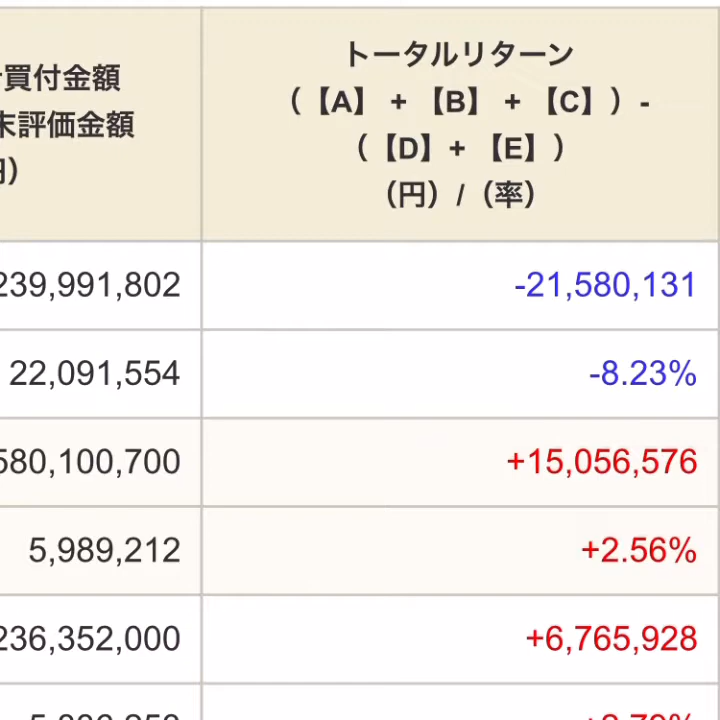 買付金額
末評価金額
円）
トータルリターン
（【A】 + 【B】 + 【C】）-
（【D】+ 【E】）
（円）/（率）
239,991,802
-21,580,131
22,091,554
-8.23%
580,100,700
+15,056,576
5,989,212
+2.56%
236,352,000
+6,765,928